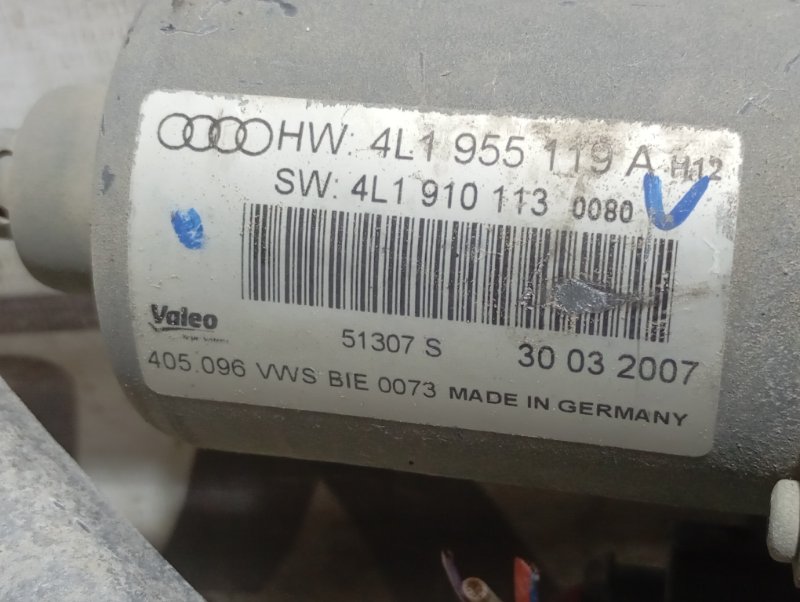 HW: 4L1 955 119 A H12
SW: 4L1 910 113 0080
Valeo
51307 S 30 03 2007
405.096 VWS BIE 0073 MADE IN GERMANY